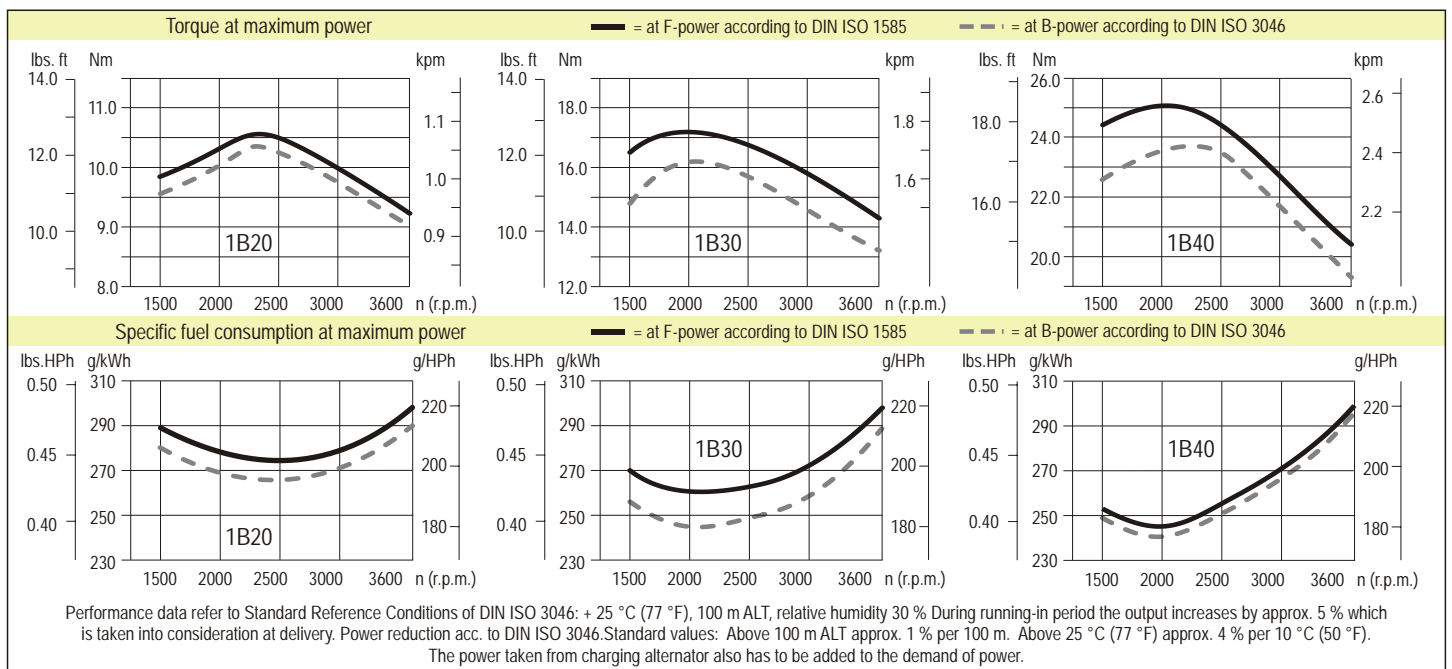 Torque at maximum power = at F-power according to DIN ISO 1585 = at B-power according to DIN ISO 3046
lbs. ft Nm kpm lbs. ft Nm kpm lbs. ft Nm kpm
14.0 14.0 26.0
11.0 18.0 2.6
1.1 1.8 18.0
12.0 10.0 12.0 16.0 24.0 2.4
1.0 1.6
22.0
10.0 9.0 10.0 14.0 16.0 2.2
0.9
1B20 1B30 1B40
20.0
8.0 12.0
1500 2000 2500 3000 3600 n (r.p.m.) 1500 2000 2500 3000 3600 n (r.p.m.) 1500 2000 2500 3000 3600 n (r.p.m.)
Specific fuel consumption at maximum power = at F-power according to DIN ISO 1585 = at B-power according to DIN ISO 3046
lbs.HPh g/kWh g/HPh lbs.HPh g/kWh g/HPh lbs.HPh g/kWh g/HPh
0.50 310 0.50 310 0.50 310
220 220 220
290 290 290
0.45 0.45 1B30 0.45 1B40
270 200 270 200 270 200
0.40 250 0.40 250 0.40 250
180 180 180
1B20
230 230 230
1500 2000 2500 3000 3600 n (r.p.m.) 1500 2000 2500 3000 3600 n (r.p.m.) 1500 2000 2500 3000 3600 n (r.p.m.)
Performance data refer to Standard Reference Conditions of DIN ISO 3046: + 25 °C (77 °F), 100 m ALT, relative humidity 30 % During running-in period the output increases by approx. 5 % which
is taken into consideration at delivery. Power reduction acc. to DIN ISO 3046.Standard values: Above 100 m ALT approx. 1 % per 100 m. Above 25 °C (77 °F) approx. 4 % per 10 °C (50 °F).
The power taken from charging alternator also has to be added to the demand of power.